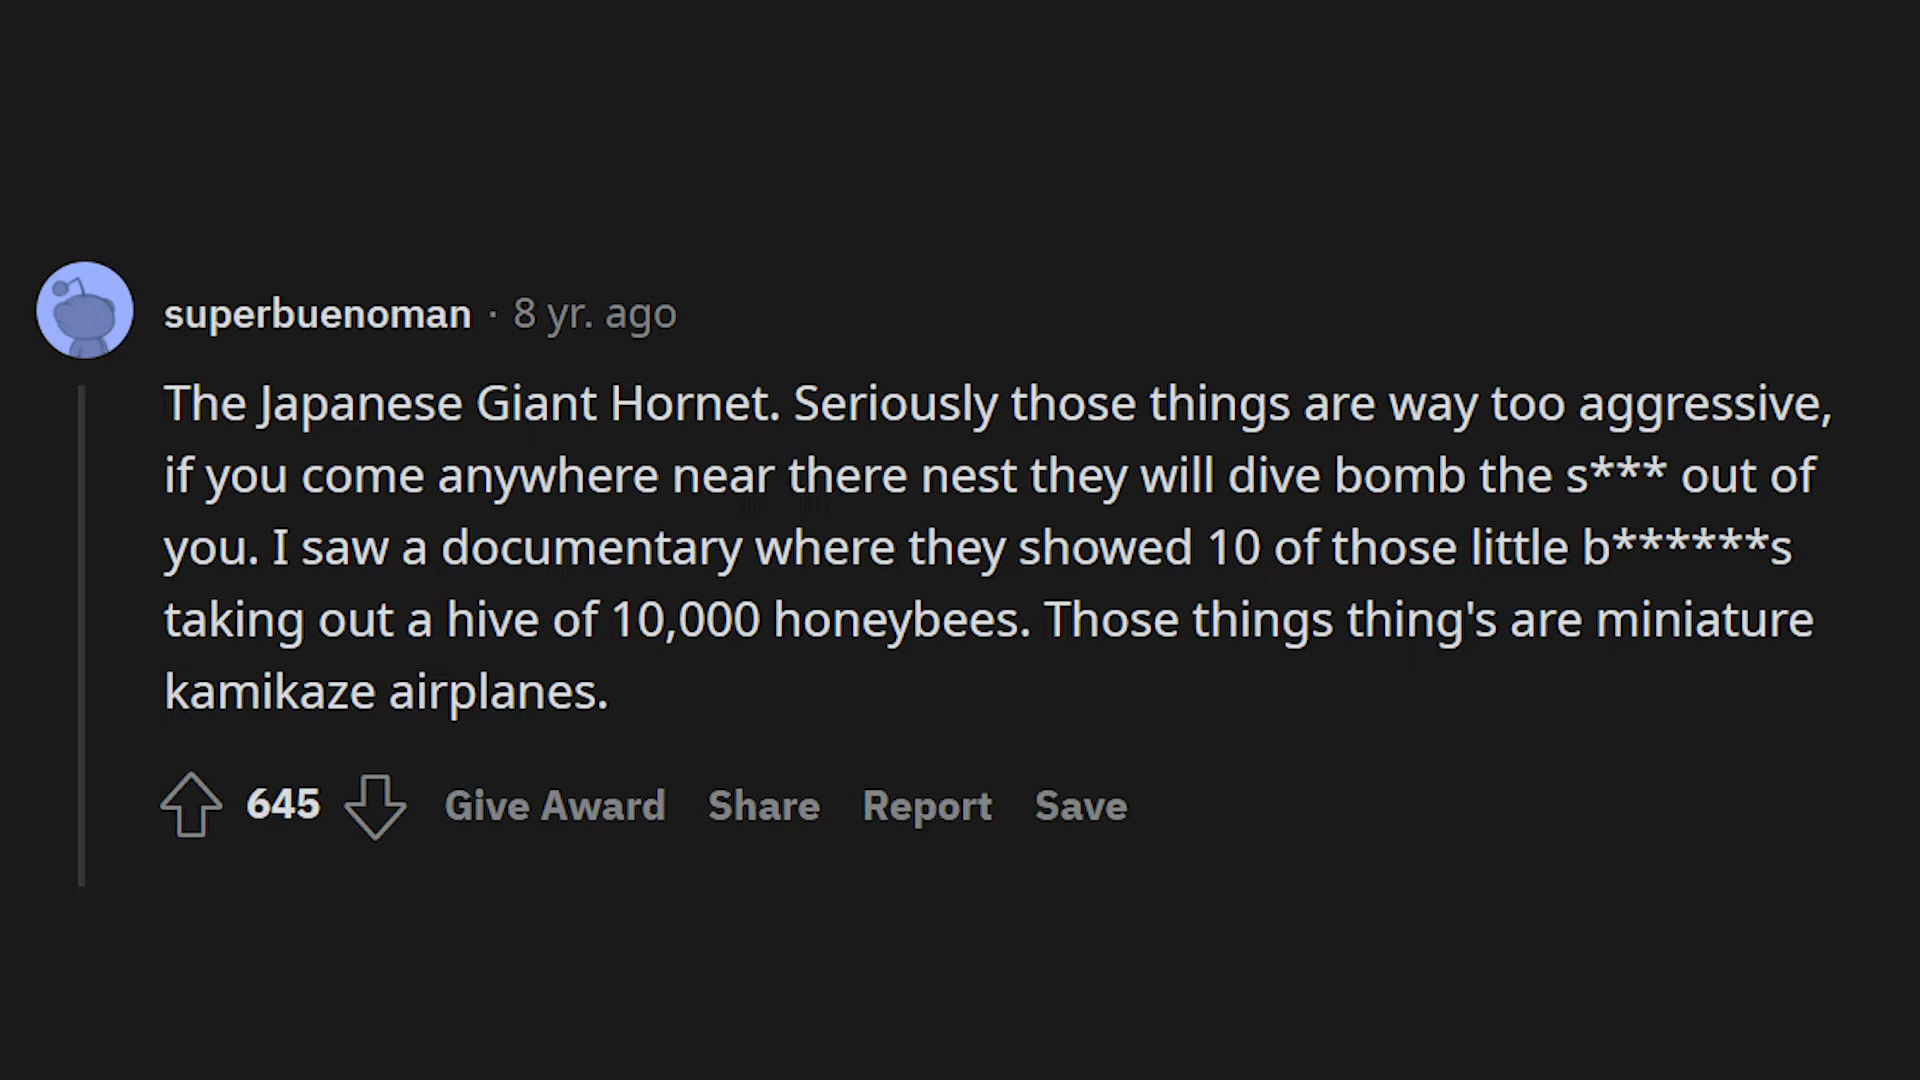 superbuenoman · 8 yr. ago
The Japanese Giant Hornet. Seriously those things are way too aggressive,
if you come anywhere near there nest they will dive bomb the s*** out of
you. I saw a documentary where they showed 10 of those little b******s
taking out a hive of 10,000 honeybees. Those things thing's are miniature
kamikaze airplanes.
645 Give Award Share Report Save